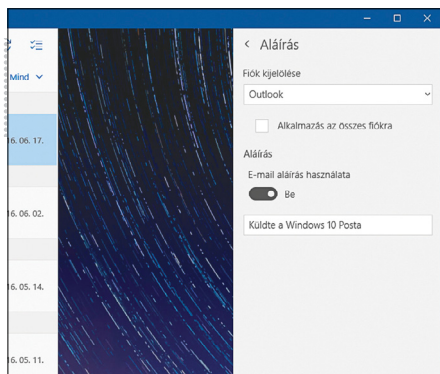 Aláírás
Mind
Fiók kijelölése
Outlook
Alkalmazás az összes fiókra
16. 06. 17.
Aláírás
E-mail aláírás használata
Be
16. 06. 02.
Küldte a Windows 10 Posta
16. 05. 14.
16. 05. 11.